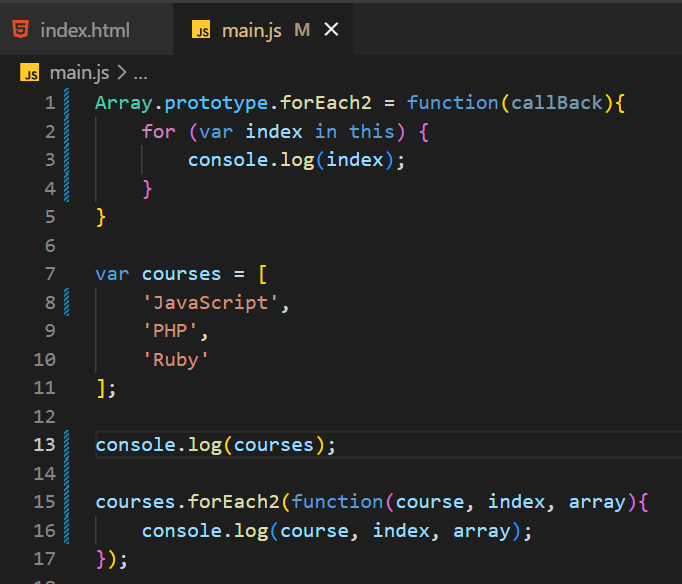 index.html
JS main.js M
JS main.js > ...
1 Array.prototype.forEach2 = function(callBack){
2     for (var index in this) {
3         console.log(index);
4     }
5 }
6
7 var courses = [
8     'JavaScript',
9     'PHP',
10     'Ruby'
11 ];
12
13 console.log(courses);
14
15 courses.forEach2(function(course, index, array){
16     console.log(course, index, array);
17 });